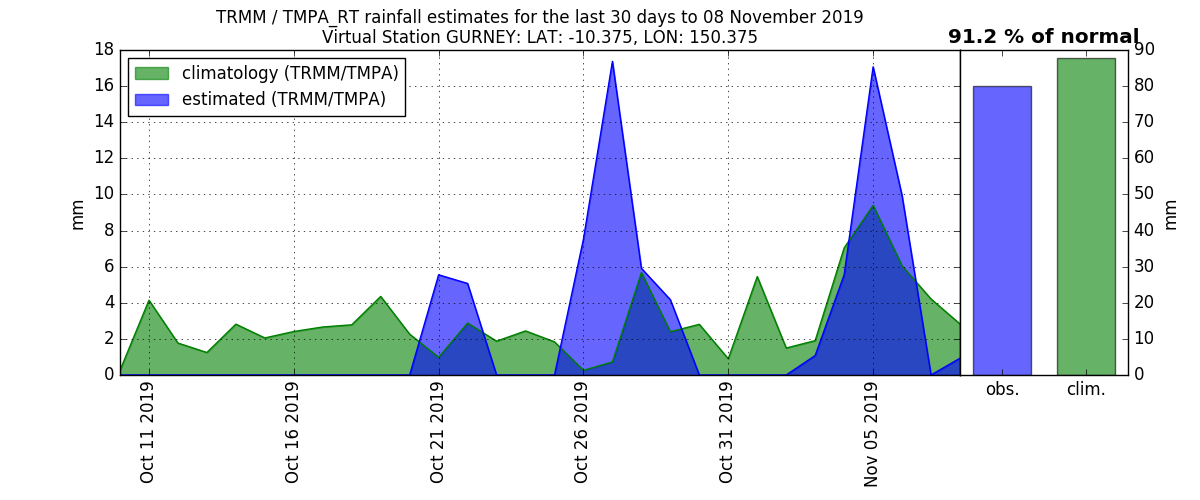 TRMM / TMPA_RT rainfall estimates for the last 30 days to 08 November 2019
Virtual Station GURNEY: LAT: -10.375, LON: 150.375
91.2 % of normal
climatology (TRMM/TMPA)
estimated (TRMM/TMPA)
18
16
14
12
10
8
6
4
2
0
mm
Oct 11 2019
Oct 16 2019
Oct 21 2019
Oct 26 2019
Oct 31 2019
Nov 05 2019
obs.
clim.
90
80
70
60
50
40
30
20
10
0
mm